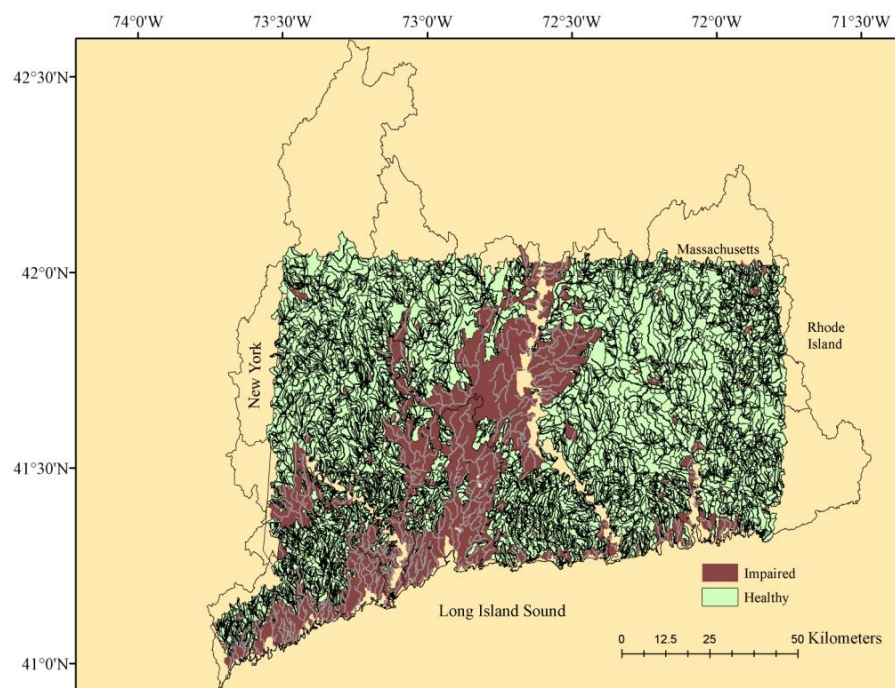 74°0'W 73°30'W 73°0'W 72°30'W 72°0'W 71°30'W
42°30'N
Massachusetts
42°0'N
Rhode
Island
New York
41°30'N
Impaired
Healthy
Long Island Sound
0 12.5 25 50 Kilometers
41°0'N